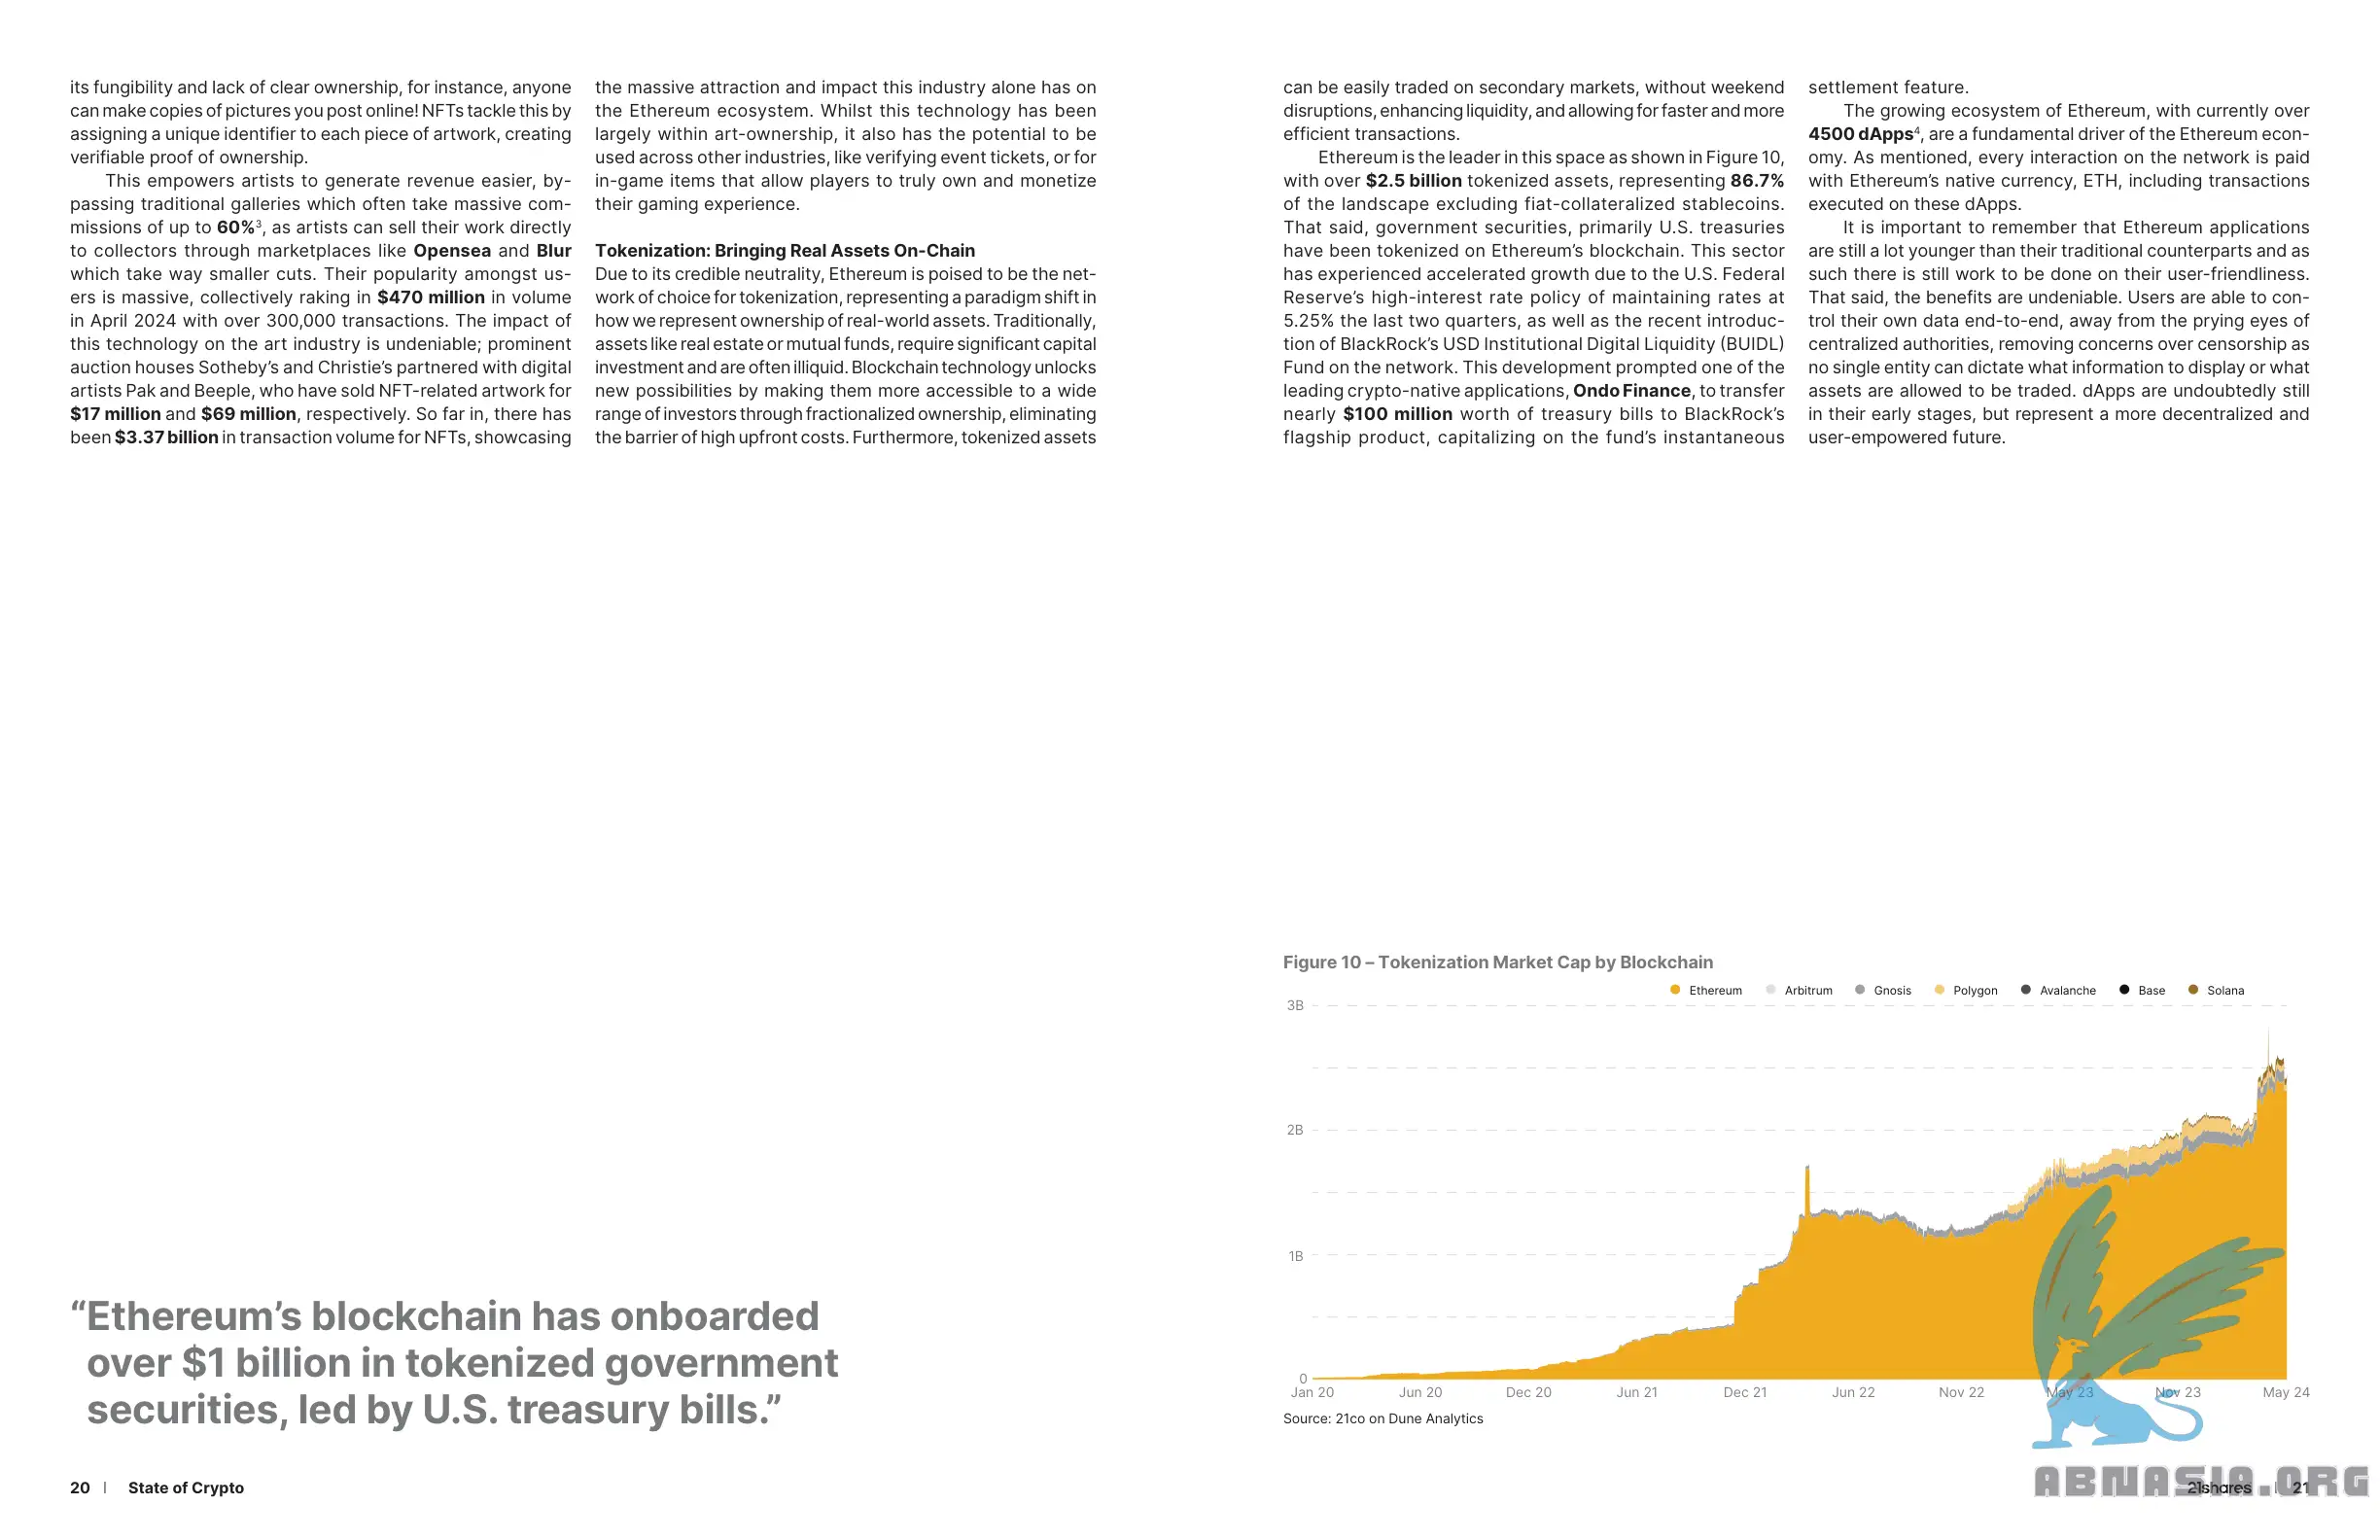 its fungibility and lack of clear ownership, for instance, anyone
can make copies of pictures you post online! NFTs tackle this by
assigning a unique identifier to each piece of artwork, creating
verifiable proof of ownership.
This empowers artists to generate revenue easier, by-
passing traditional galleries which often take massive com-
missions of up to 60%³, as artists can sell their work directly
to collectors through marketplaces like Opensea and Blur
which take way smaller cuts. Their popularity amongst us-
ers is massive, collectively raking in $470 million in volume
in April 2024 with over 300,000 transactions. The impact of
this technology on the art industry is undeniable; prominent
auction houses Sotheby’s and Christie’s partnered with digital
artists Pak and Beeple, who have sold NFT-related artwork for
$17 million and $69 million, respectively. So far in, there has
been $3.37 billion in transaction volume for NFTs, showcasing
the massive attraction and impact this industry alone has on
the Ethereum ecosystem. Whilst this technology has been
largely within art-ownership, it also has the potential to be
used across other industries, like verifying event tickets, or for
in-game items that allow players to truly own and monetize
their gaming experience.
Tokenization: Bringing Real Assets On-Chain
Due to its credible neutrality, Ethereum is poised to be the net-
work of choice for tokenization, representing a paradigm shift in
how we represent ownership of real-world assets. Traditionally,
assets like real estate or mutual funds, require significant capital
investment and are often illiquid. Blockchain technology unlocks
new possibilities by making them more accessible to a wide
range of investors through fractionalized ownership, eliminating
the barrier of high upfront costs. Furthermore, tokenized assets
“Ethereum’s blockchain has onboarded
over $1 billion in tokenized government
securities, led by U.S. treasury bills.”
20 | State of Crypto
can be easily traded on secondary markets, without weekend
disruptions, enhancing liquidity, and allowing for faster and more
efficient transactions.
Ethereum is the leader in this space as shown in Figure 10,
with over $2.5 billion tokenized assets, representing 86.7%
of the landscape excluding fiat-collateralized stablecoins.
That said, government securities, primarily U.S. treasuries
have been tokenized on Ethereum’s blockchain. This sector
has experienced accelerated growth due to the U.S. Federal
Reserve’s high-interest rate policy of maintaining rates at
5.25% the last two quarters, as well as the recent introduc-
tion of BlackRock’s USD Institutional Digital Liquidity (BUIDL)
Fund on the network. This development prompted one of the
leading crypto-native applications, Ondo Finance, to transfer
nearly $100 million worth of treasury bills to BlackRock’s
flagship product, capitalizing on the fund’s instantaneous
settlement feature.
The growing ecosystem of Ethereum, with currently over
4500 dApps⁴, are a fundamental driver of the Ethereum econ-
omy. As mentioned, every interaction on the network is paid
with Ethereum’s native currency, ETH, including transactions
executed on these dApps.
It is important to remember that Ethereum applications
are still a lot younger than their traditional counterparts and as
such there is still work to be done on their user-friendliness.
That said, the benefits are undeniable. Users are able to con-
trol their own data end-to-end, away from the prying eyes of
centralized authorities, removing concerns over censorship as
no single entity can dictate what information to display or what
assets are allowed to be traded. dApps are undoubtedly still
in their early stages, but represent a more decentralized and
user-empowered future.
Figure 10 – Tokenization Market Cap by Blockchain
Ethereum Arbitrum Gnosis Polygon Avalanche Base Solana
3B
2B
1B
0
Jan 20 Jun 20 Dec 20 Jun 21 Dec 21 Jun 22 Nov 22 May 23 Nov 23 May 24
Source: 21co on Dune Analytics
ABNASIA.ORG
21shares | 21